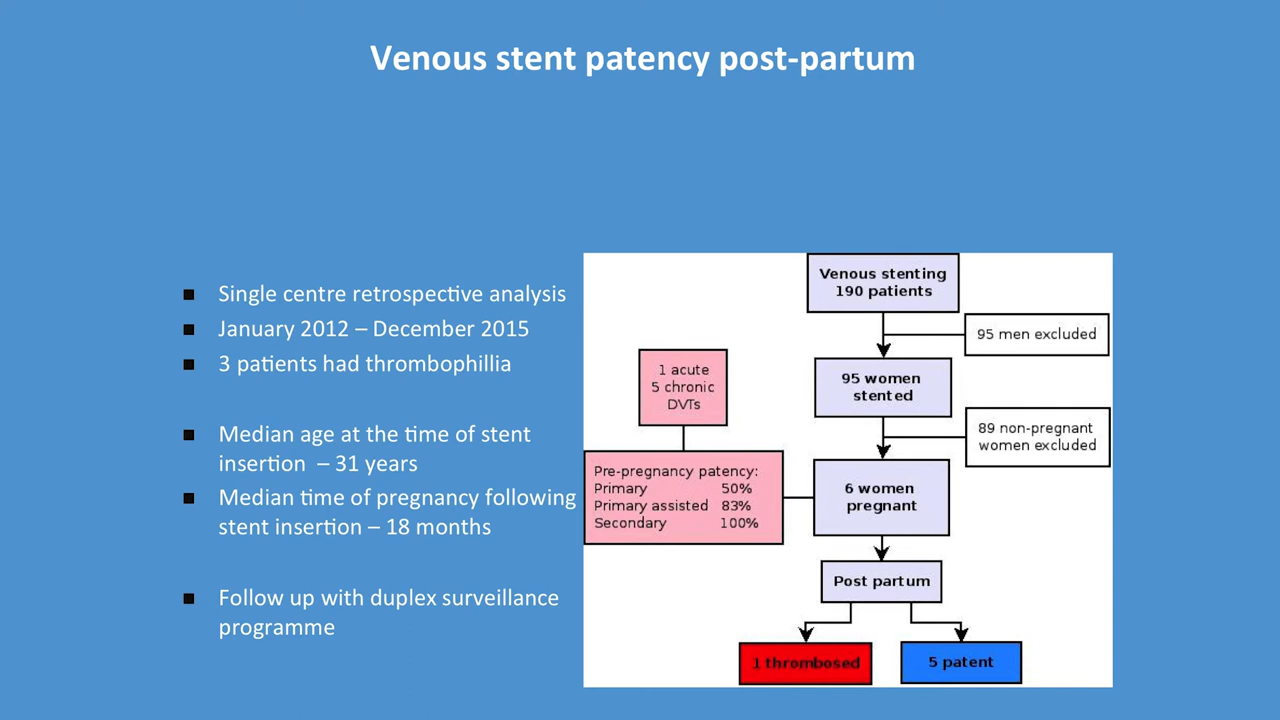 Venous stent patency post-partum
■ Single centre retrospective analysis
■ January 2012 – December 2015
■ 3 patients had thrombophillia
■ Median age at the time of stent
insertion – 31 years
■ Median time of pregnancy following
stent insertion – 18 months
■ Follow up with duplex surveillance
programme
Venous stenting
190 patients
95 men excluded
95 women
stented
1 acute
5 chronic
DVTs
89 non-pregnant
women excluded
Pre-pregnancy patency:
Primary 50%
Primary assisted 83%
Secondary 100%
6 women
pregnant
Post partum
1 thrombosed
5 patent